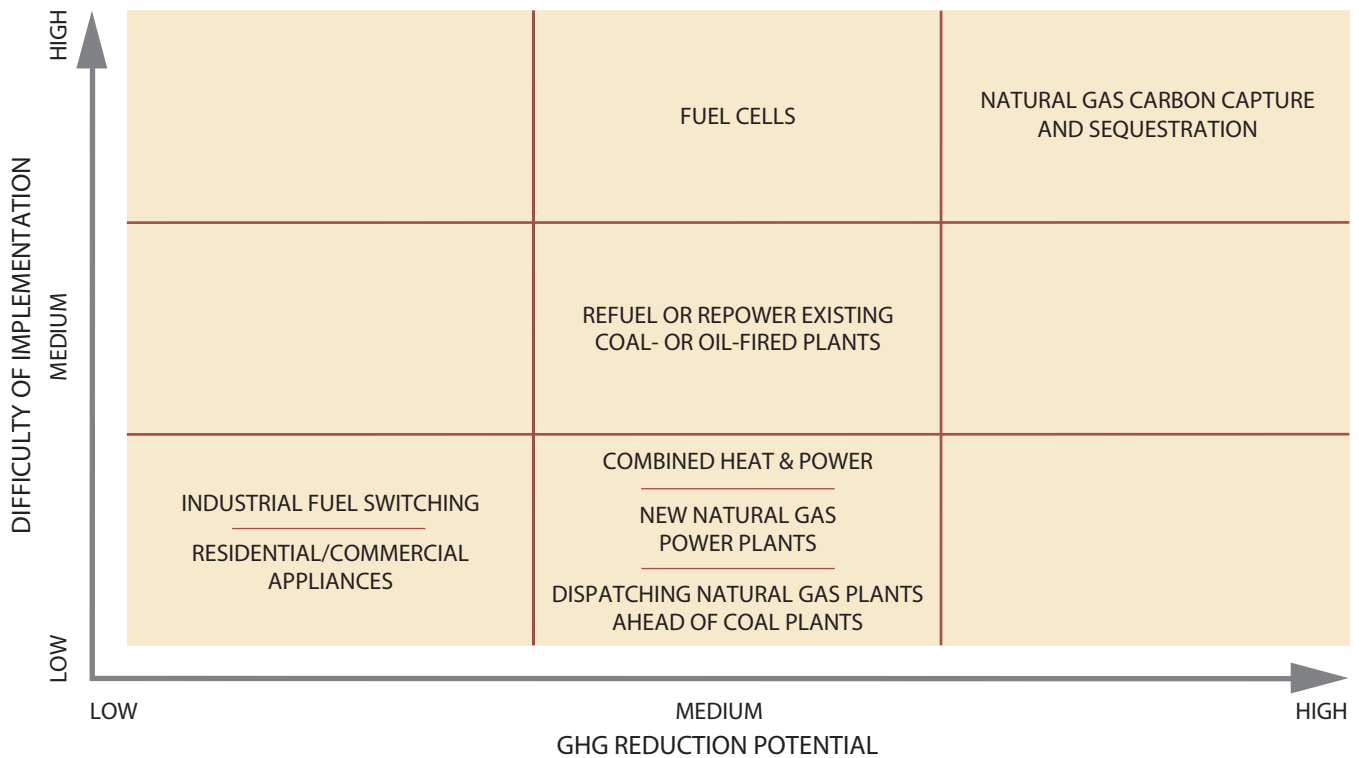 HIGH
FUEL CELLS
NATURAL GAS CARBON CAPTURE
AND SEQUESTRATION
DIFFICULTY OF IMPLEMENTATION
MEDIUM
REFUEL OR REPOWER EXISTING
COAL- OR OIL-FIRED PLANTS
INDUSTRIAL FUEL SWITCHING
RESIDENTIAL/COMMERCIAL
APPLIANCES
COMBINED HEAT & POWER
NEW NATURAL GAS
POWER PLANTS
DISPATCHING NATURAL GAS PLANTS
AHEAD OF COAL PLANTS
LOW
LOW
MEDIUM
HIGH
GHG REDUCTION POTENTIAL